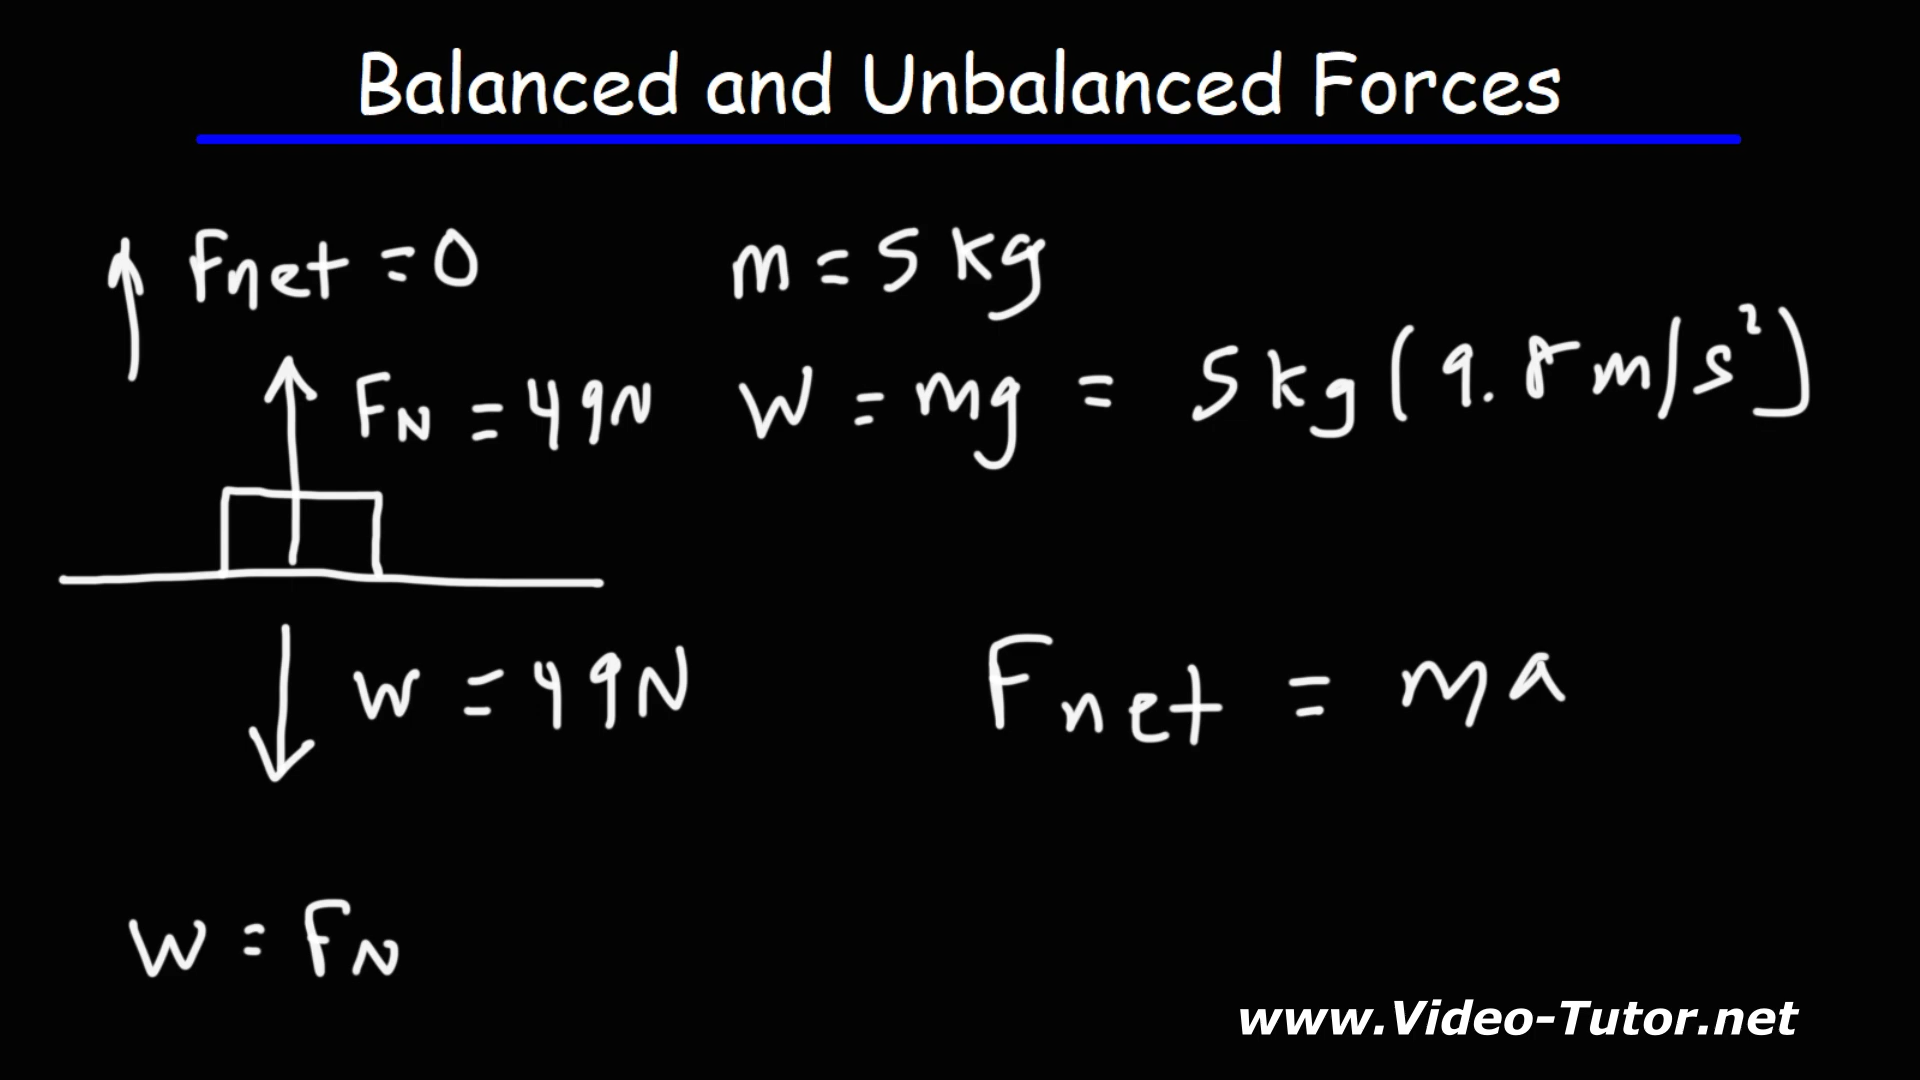 Balanced and Unbalanced Forces
Fnet = 0
m = 5 kg
FN = 49N
W = mg = 5 kg (9.8 m/s²)
W = 49N
Fnet = ma
W = FN
www.Video-Tutor.net